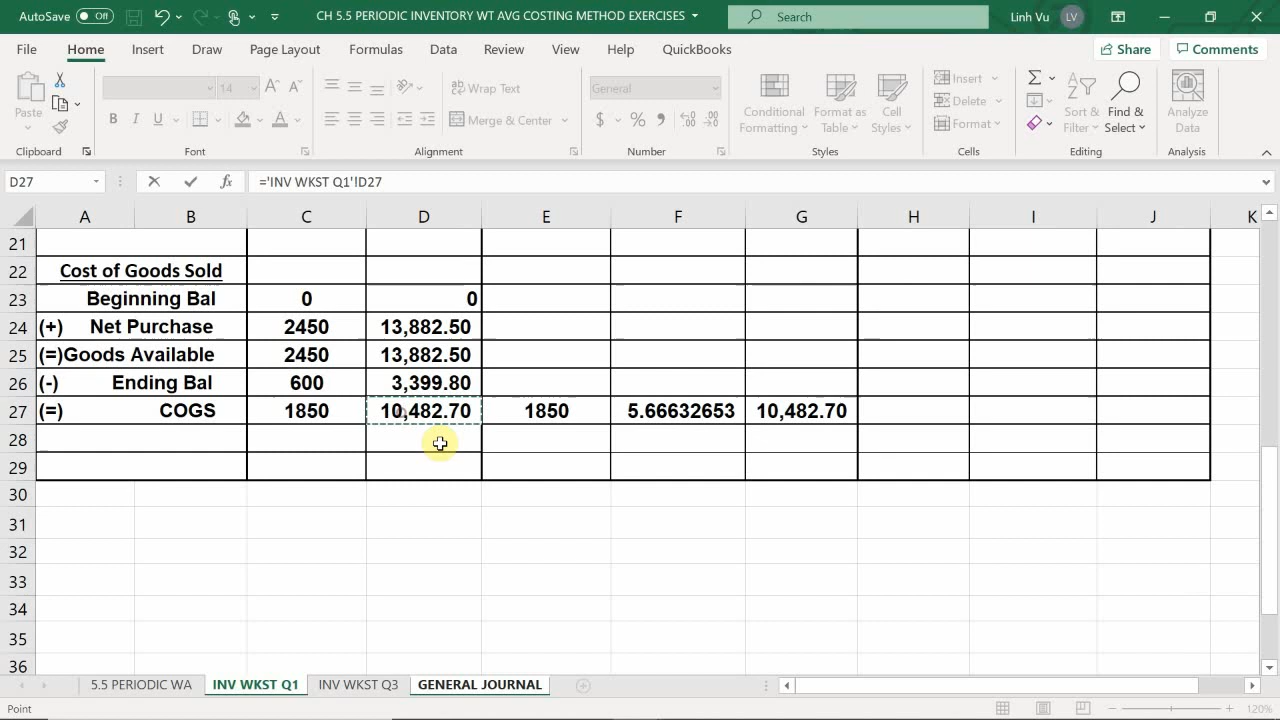 AutoSave Off CH 5.5 PERIODIC INVENTORY WT AVG COSTING METHOD EXERCISES Search Linh Vu LV
File Home Insert Draw Page Layout Formulas Data Review View Help QuickBooks Share Comments
Paste 14 A A Wrap Text General Conditional Formatting Format as Table Cell Styles Insert Sort & Filter Find & Select Analyze Data
B I U A Merge & Center $ % , Delete
Format
Clipboard Font Alignment Number Styles Cells Editing Analysis
D27 fx ='INV WKST Q1'!D27
A B C D E F G H I J K
21
22 Cost of Goods Sold
23 Beginning Bal 0 0
24 (+) Net Purchase 2450 13,882.50
25 (=)Goods Available 2450 13,882.50
26 (-) Ending Bal 600 3,399.80
27 (=) COGS 1850 10,482.70 1850 5.66632653 10,482.70
28
29
30
31
32
33
34
35
36
5.5 PERIODIC WA INV WKST Q1 INV WKST Q3 GENERAL JOURNAL
Point 120%